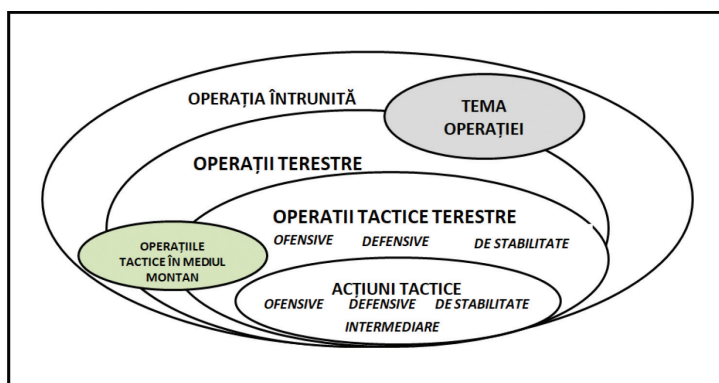 OPERAȚIA ÎNTRUNITĂ
TEMA
OPERAȚIEI
OPERAȚII TERESTRE
OPERATII TACTICE TERESTRE
OFENSIVE DEFENSIVE DE STABILITATE
OPERAȚIILE
TACTICE ÎN MEDIUL
MONTAN
ACȚIUNI TACTICE
OFENSIVE DEFENSIVE DE STABILITATE
INTERMEDIARE